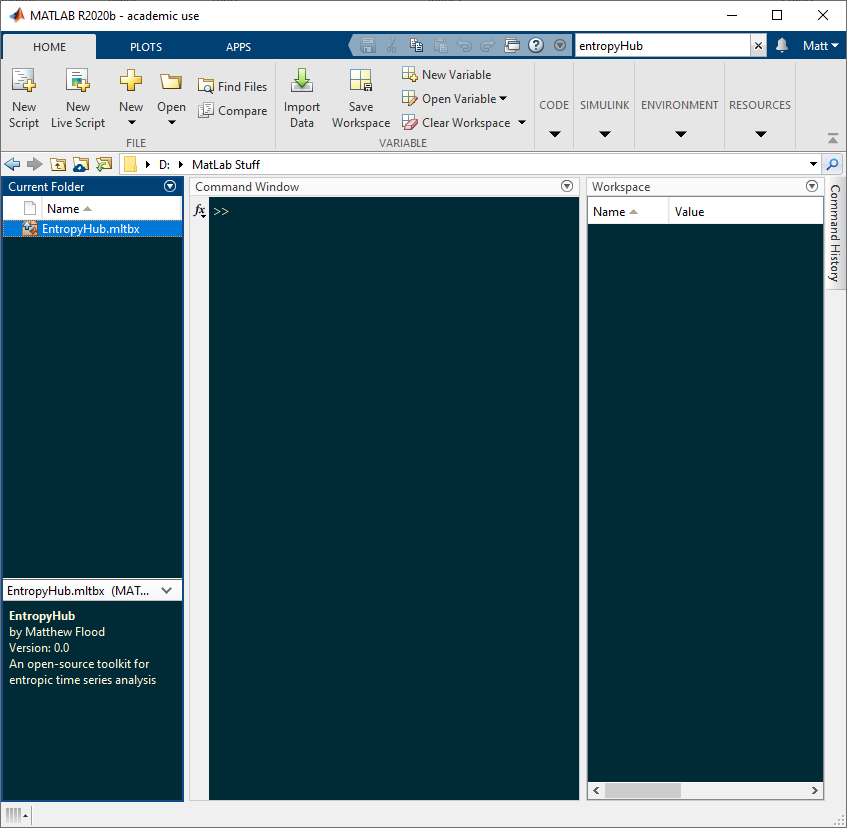 MATLAB R2020b - academic use
HOME PLOTS APPS
entropyHub
Matt
New Script
New Live Script
New
Open
Find Files
Compare
Import Data
Save Workspace
New Variable
Open Variable
Clear Workspace
CODE
SIMULINK
ENVIRONMENT
RESOURCES
FILE
VARIABLE
D: MatLab Stuff
Current Folder
Name
EntropyHub.mltbx
EntropyHub.mltbx (MAT...
EntropyHub
by Matthew Flood
Version: 0.0
An open-source toolkit for
entropic time series analysis
Command Window
fx >>
Workspace
Name Value
Command History